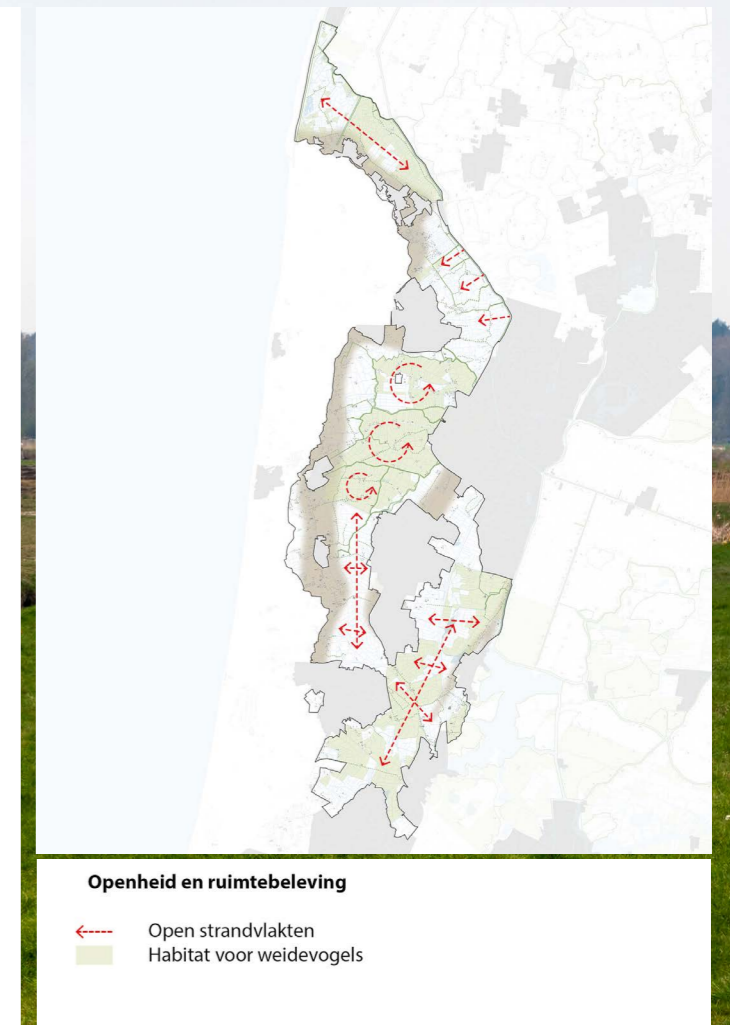 Openheid en ruimtebeleving
Open strandvlakten
Habitat voor weidevogels